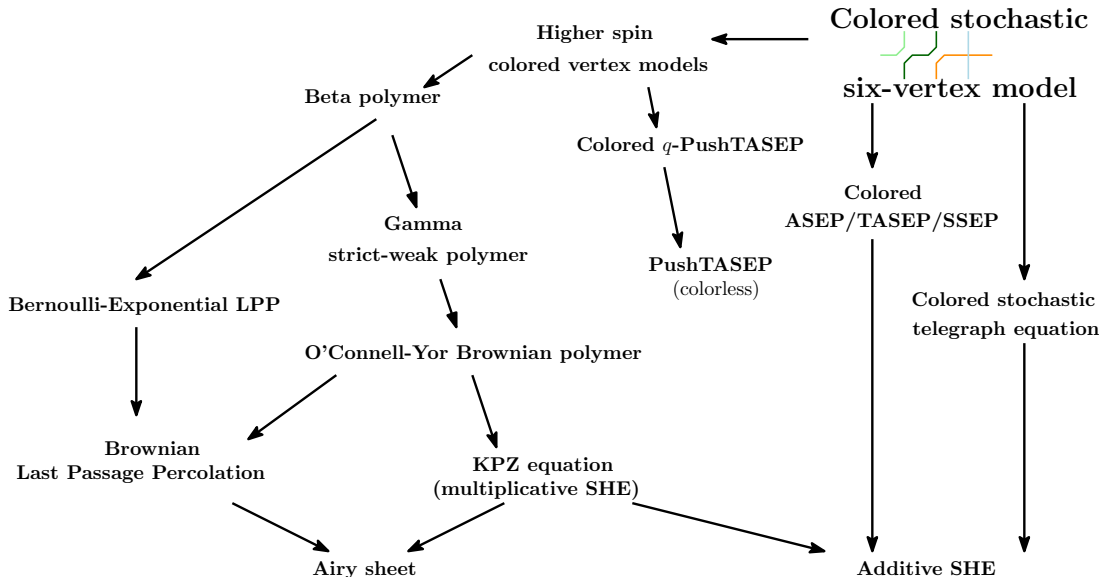 Colored stochastic
six-vertex model
Higher spin
colored vertex models
Beta polymer
Colored q-PushTASEP
Colored
ASEP/TASEP/SSEP
Gamma
strict-weak polymer
PushTASEP
(colorless)
Bernoulli-Exponential LPP
Colored stochastic
telegraph equation
O'Connell-Yor Brownian polymer
Brownian
Last Passage Percolation
KPZ equation
(multiplicative SHE)
Airy sheet
Additive SHE